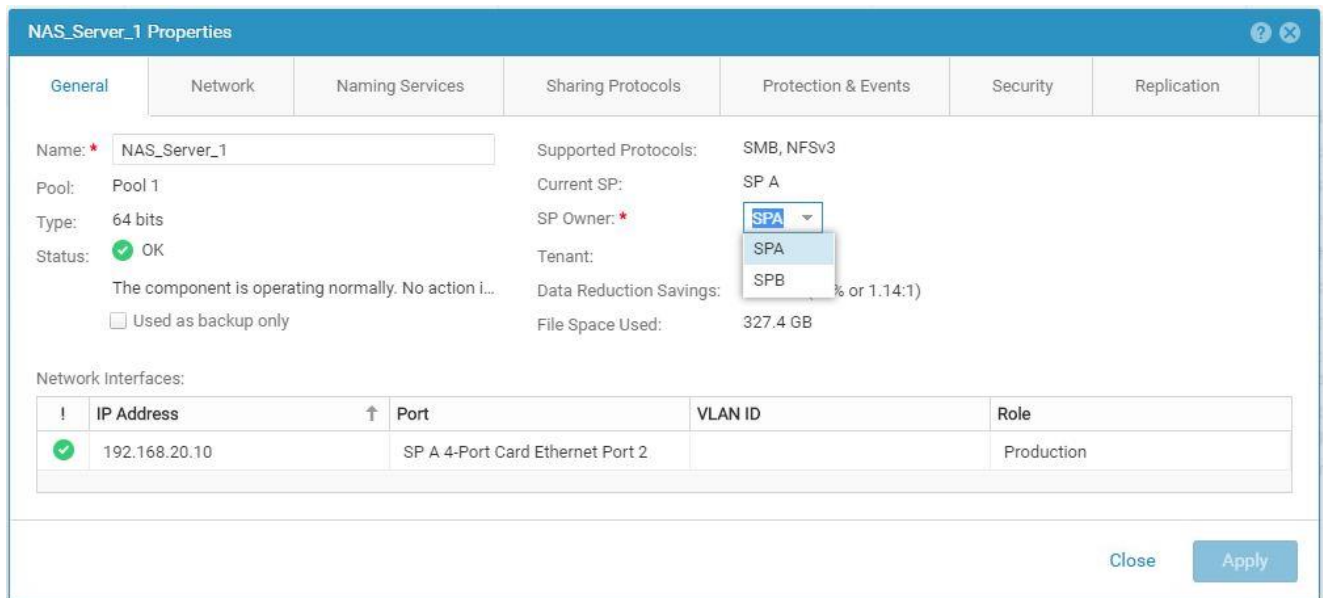 NAS_Server_1 Properties
General Network Naming Services Sharing Protocols Protection & Events Security Replication
Name: * NAS_Server_1
Pool: Pool 1
Type: 64 bits
Status: OK
The component is operating normally. No action i...
Used as backup only
Supported Protocols: SMB, NFSv3
Current SP: SP A
SP Owner: * SPA
SPA
SPB
Tenant:
Data Reduction Savings: % or 1.14:1)
File Space Used: 327.4 GB
Network Interfaces:
! IP Address Port VLAN ID Role
192.168.20.10 SP A 4-Port Card Ethernet Port 2 Production
Close Apply